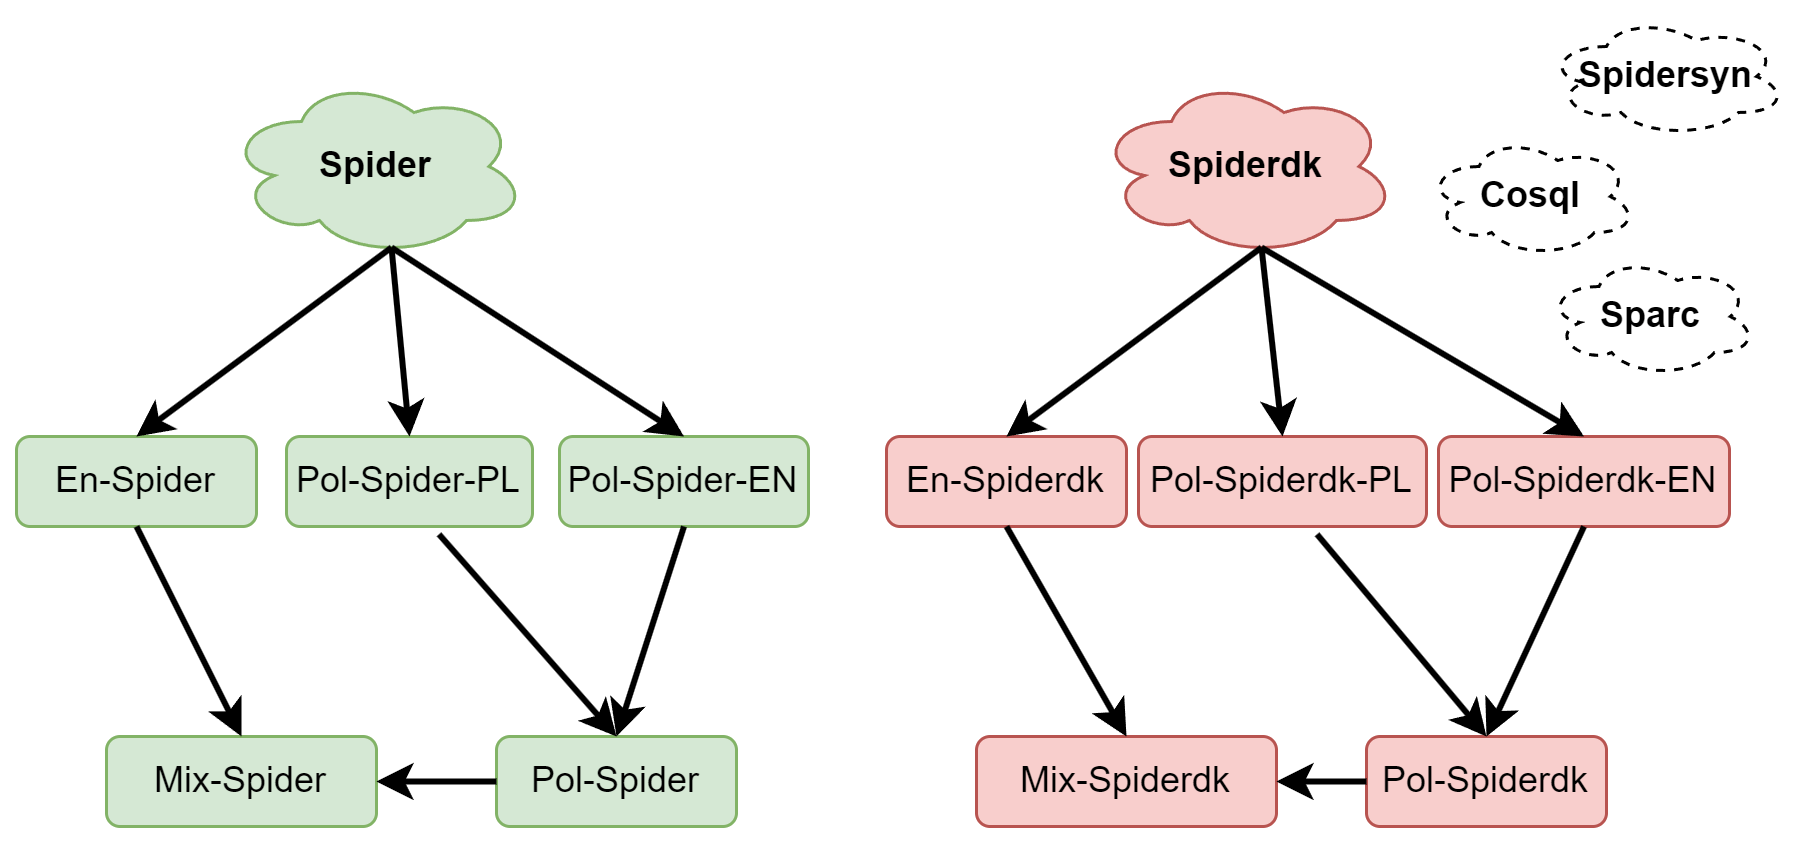 Spider
En-Spider
Pol-Spider-PL
Pol-Spider-EN
Mix-Spider
Pol-Spider
Spiderdk
Spidersyn
Cosql
Sparc
En-Spiderdk
Pol-Spiderdk-PL
Pol-Spiderdk-EN
Mix-Spiderdk
Pol-Spiderdk